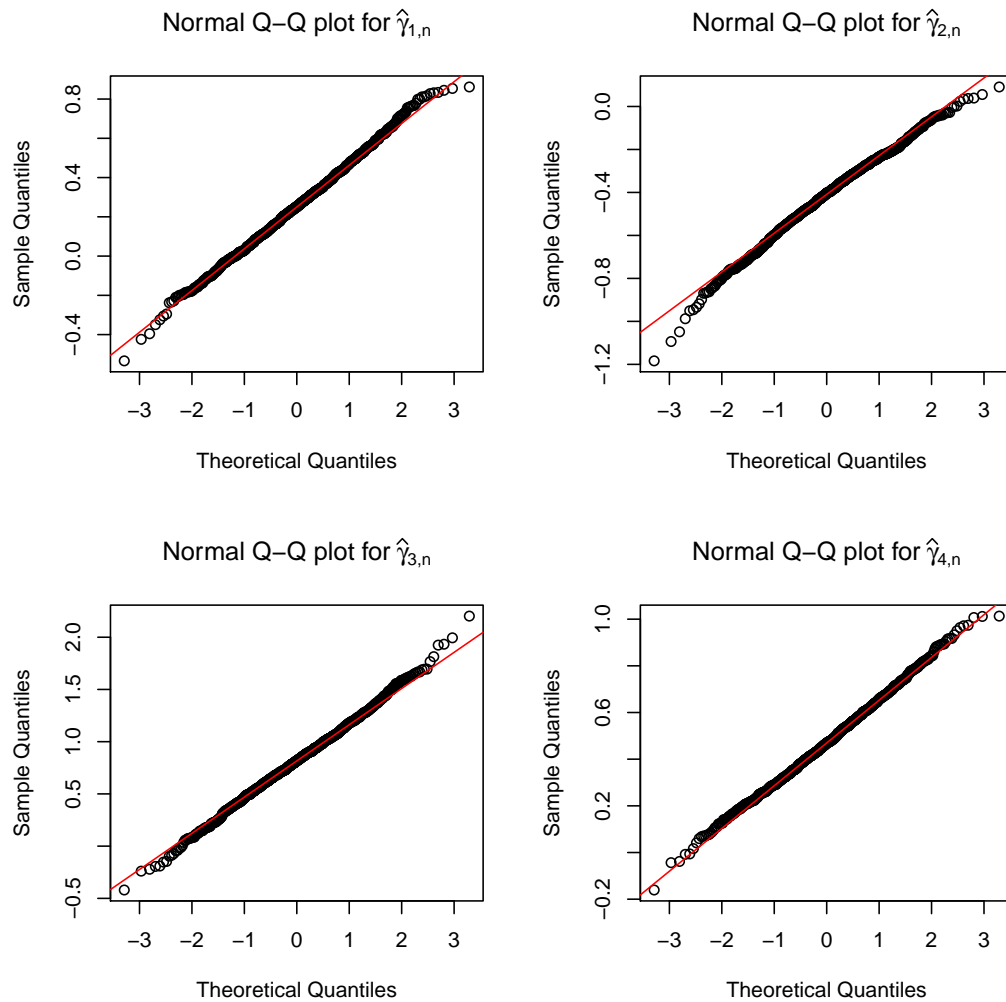 Normal Q−Q plot for γ̂1,n
0.8
0.4
0.0
−0.4
Sample Quantiles
−3 −2 −1 0 1 2 3
Theoretical Quantiles
Normal Q−Q plot for γ̂2,n
0.0
−0.4
−0.8
−1.2
Sample Quantiles
−3 −2 −1 0 1 2 3
Theoretical Quantiles
Normal Q−Q plot for γ̂3,n
2.0
1.5
1.0
0.5
−0.5
Sample Quantiles
−3 −2 −1 0 1 2 3
Theoretical Quantiles
Normal Q−Q plot for γ̂4,n
1.0
0.6
0.2
−0.2
Sample Quantiles
−3 −2 −1 0 1 2 3
Theoretical Quantiles